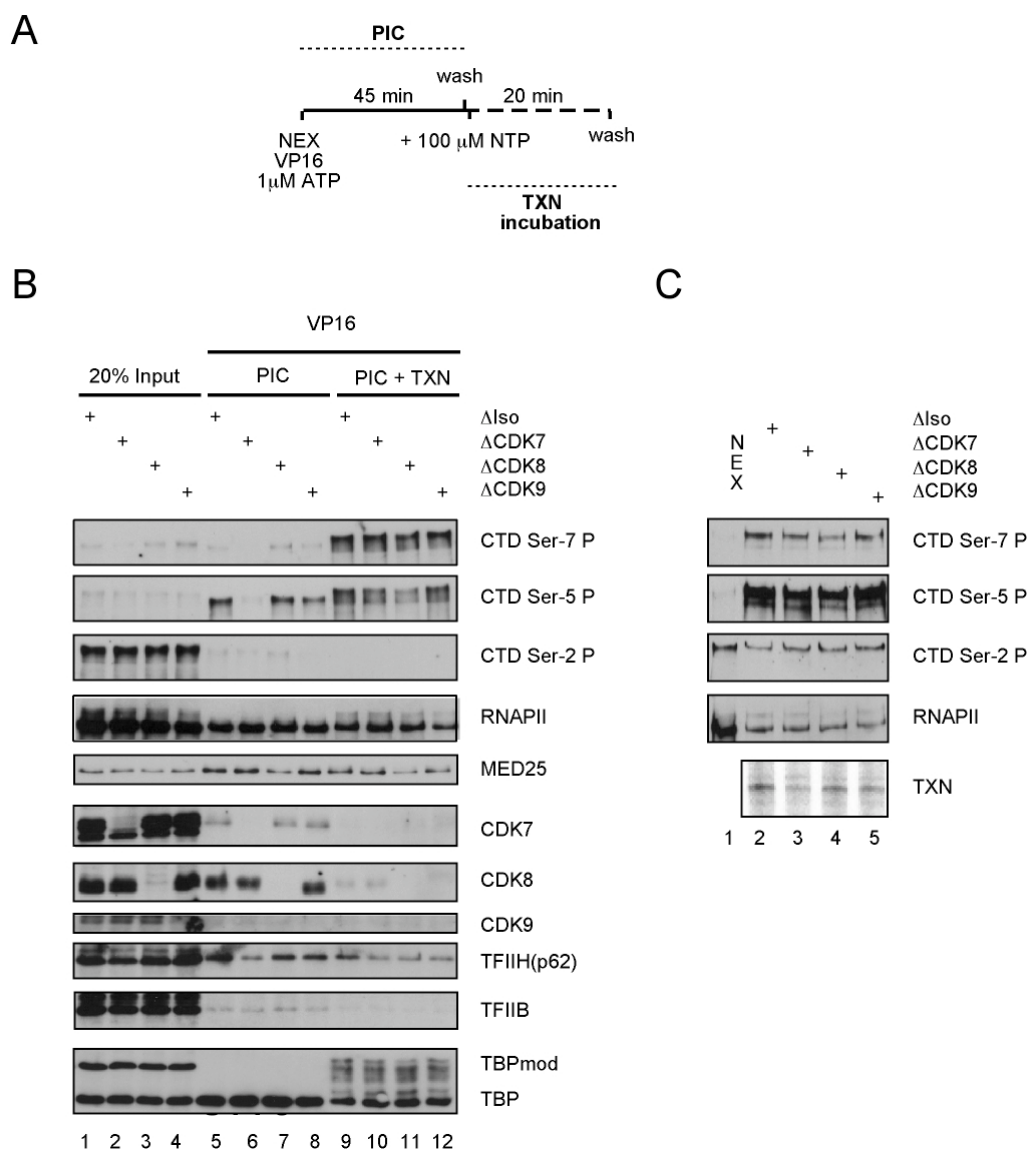 A
PIC
wash
45 min
20 min
NEX
VP16
1μM ATP
+ 100 μM NTP
wash
TXN
incubation
B
VP16
20% Input
PIC
PIC + TXN
+ + + ΔIso
+ + + ΔCDK7
+ + + ΔCDK8
+ + + ΔCDK9
CTD Ser-7 P
CTD Ser-5 P
CTD Ser-2 P
RNAPII
MED25
CDK7
CDK8
CDK9
TFIIH(p62)
TFIIB
TBPmod
TBP
1 2 3 4 5 6 7 8 9 10 11 12
C
NEX
+ ΔIso
+ ΔCDK7
+ ΔCDK8
+ ΔCDK9
CTD Ser-7 P
CTD Ser-5 P
CTD Ser-2 P
RNAPII
TXN
1 2 3 4 5